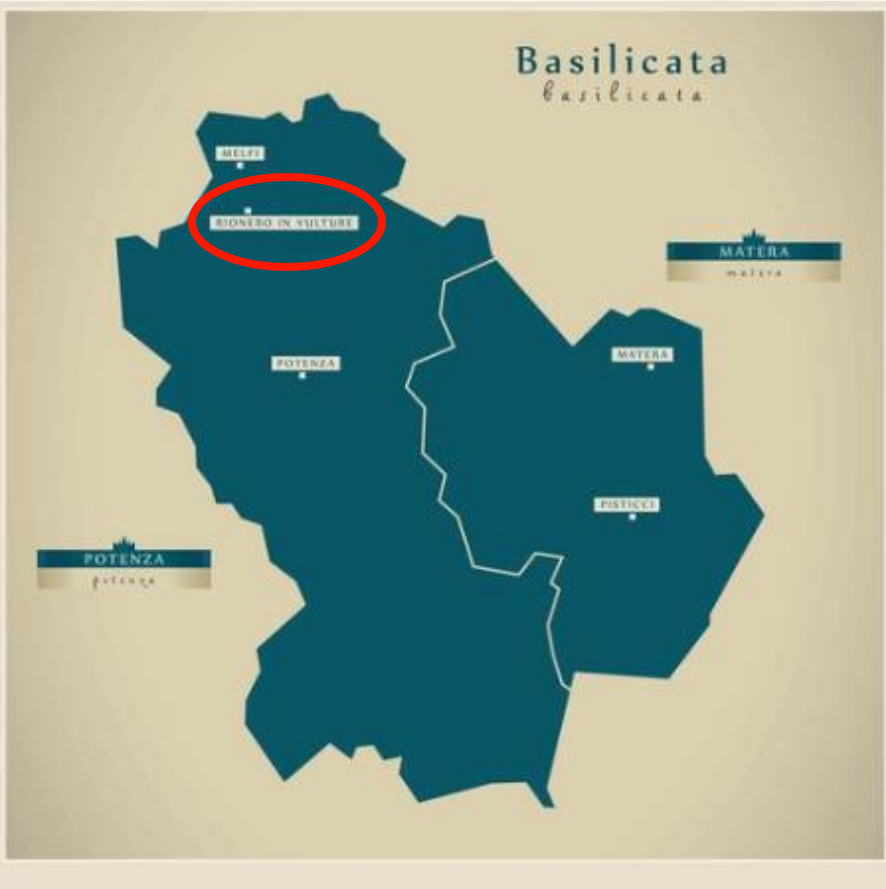 Basilicata
basilicata
MELFI
RIONERO IN VULTURE
MATERA
matera
MATERA
POTENZA
PISTICCI
POTENZA
potenza